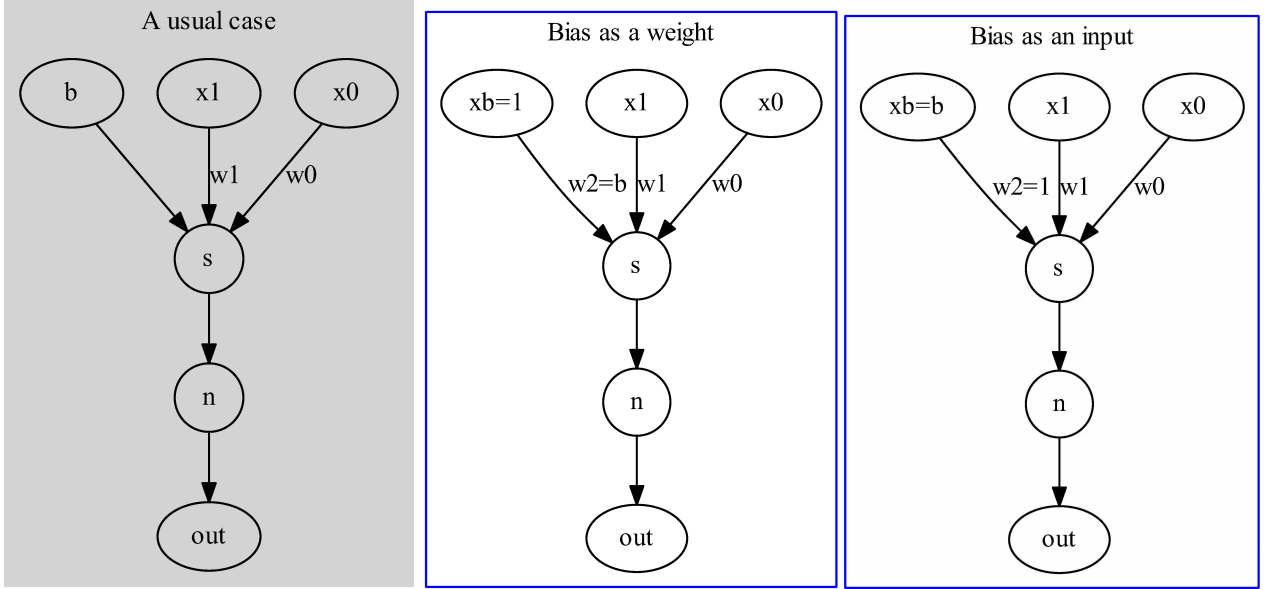 A usual case
b
x1
x0
w1
w0
s
n
out
Bias as a weight
xb=1
x1
x0
w2=b
w1
w0
s
n
out
Bias as an input
xb=b
x1
x0
w2=1
w1
w0
s
n
out